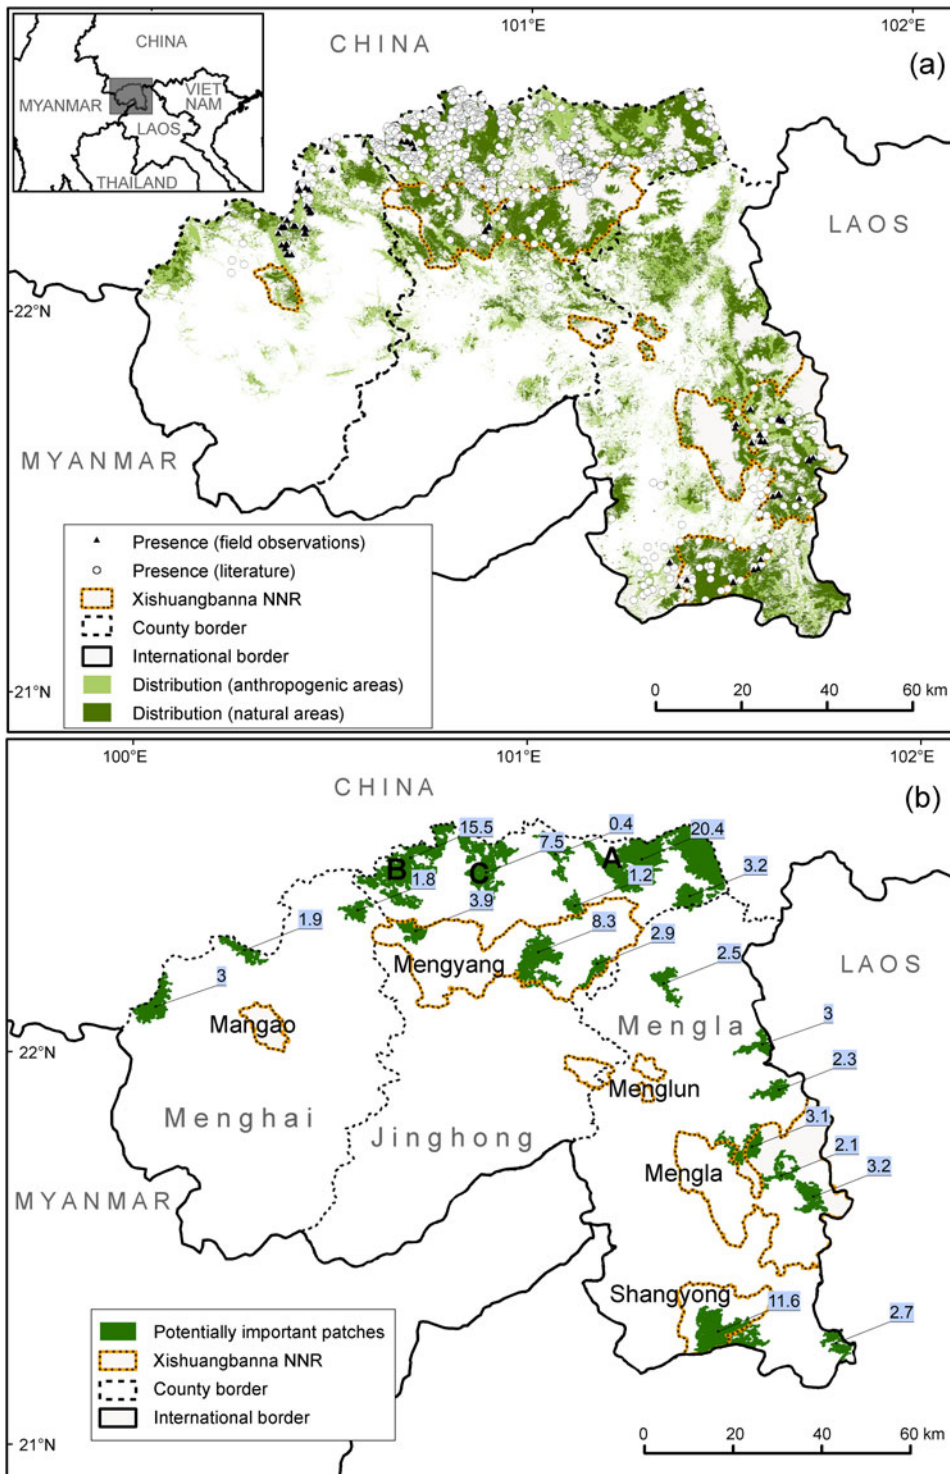 101°E
102°E
CHINA
(a)
CHINA
MYANMAR
VIET
NAM
LAOS
THAILAND
LAOS
22°N
MYANMAR
Presence (field observations)
Presence (literature)
Xishuangbanna NNR
County border
International border
Distribution (anthropogenic areas)
Distribution (natural areas)
21°N
0 20 40 60 km
100°E
101°E
102°E
CHINA
(b)
15.5
0.4
20.4
7.5
B
C
A
1.8
1.2
3.2
3.9
1.9
8.3
2.9
2.5
Mengyang
LAOS
3
Mangao
Mengla
3
22°N
2.3
Menglun
Menghai
Jinghong
3.1
2.1
Mengla
3.2
MYANMAR
Shangyong
11.6
2.7
Potentially important patches
Xishuangbanna NNR
County border
International border
21°N
0 20 40 60 km